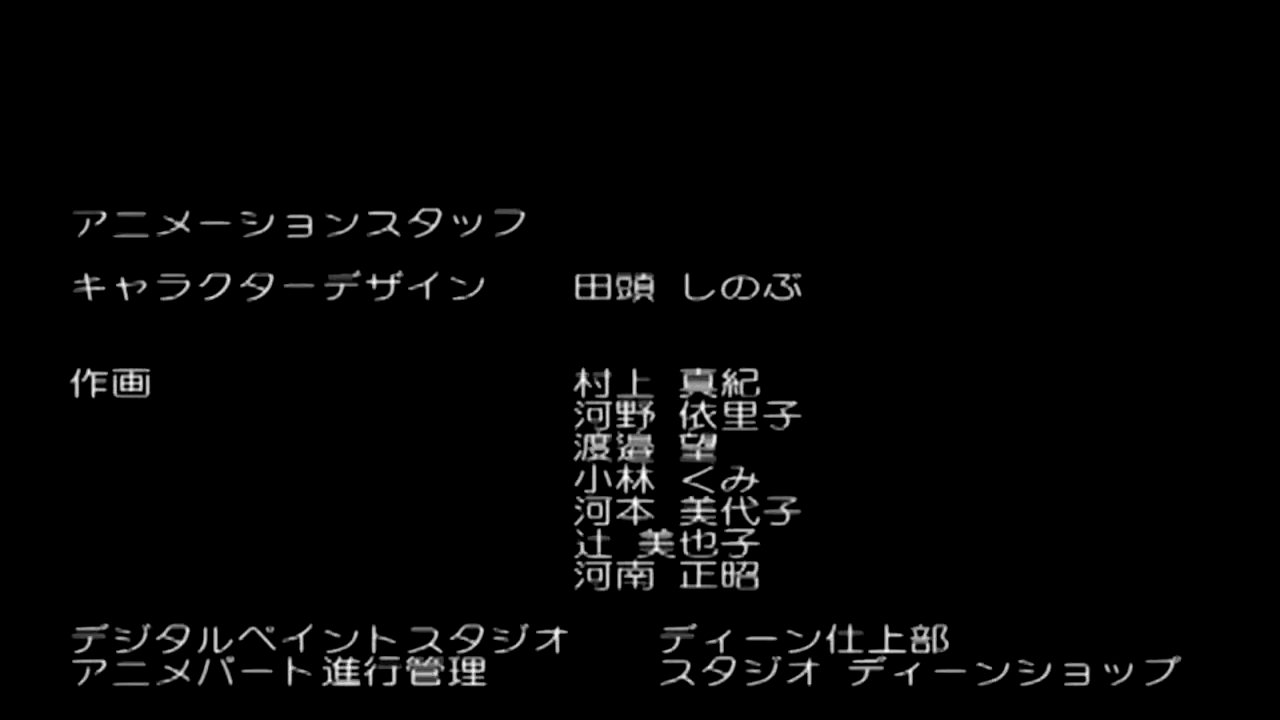 アニメーションスタッフ
キャラクターデザイン 田頭 しのぶ
作画 村上 真紀
河野 依里子
渡邉 望
小林 くみ
河本 美代子
辻 美也子
河南 正昭
デジタルペイントスタジオ ディーン仕上部
アニメパート進行管理 スタジオ ディーンショップ